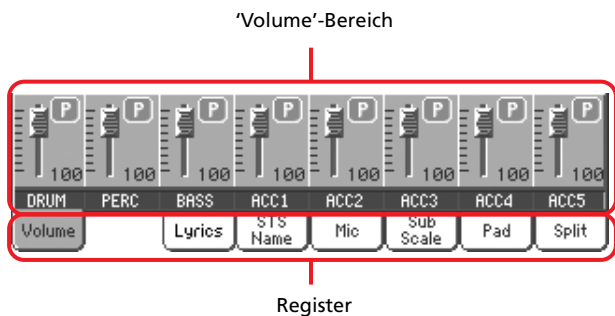 ‘Volume’-Bereich
P P P P P P P P
100 100 100 100 100 100 100 100
DRUM PERC BASS ACC1 ACC2 ACC3 ACC4 ACC5
Volume Lyrics STS Name Mic Sub Scale Pad Split
Register